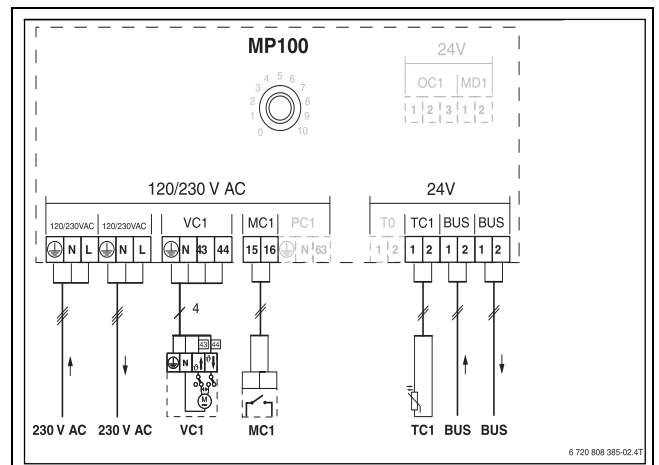 MP100
24V
OC1 MD1
1 2 3 1 2
0 1 2 3 4 5 6 7 8 9 10
120/230 V AC
24V
120/230VAC 120/230VAC VC1 MC1 PC1 T0 TC1 BUS BUS
N L N L N 43 44 15 16 N 63 1 2 1 2 1 2 1 2
4
43 44
N ϑ ϑ
M
230 V AC 230 V AC VC1 MC1 TC1 BUS BUS
6 720 808 385-02.4T